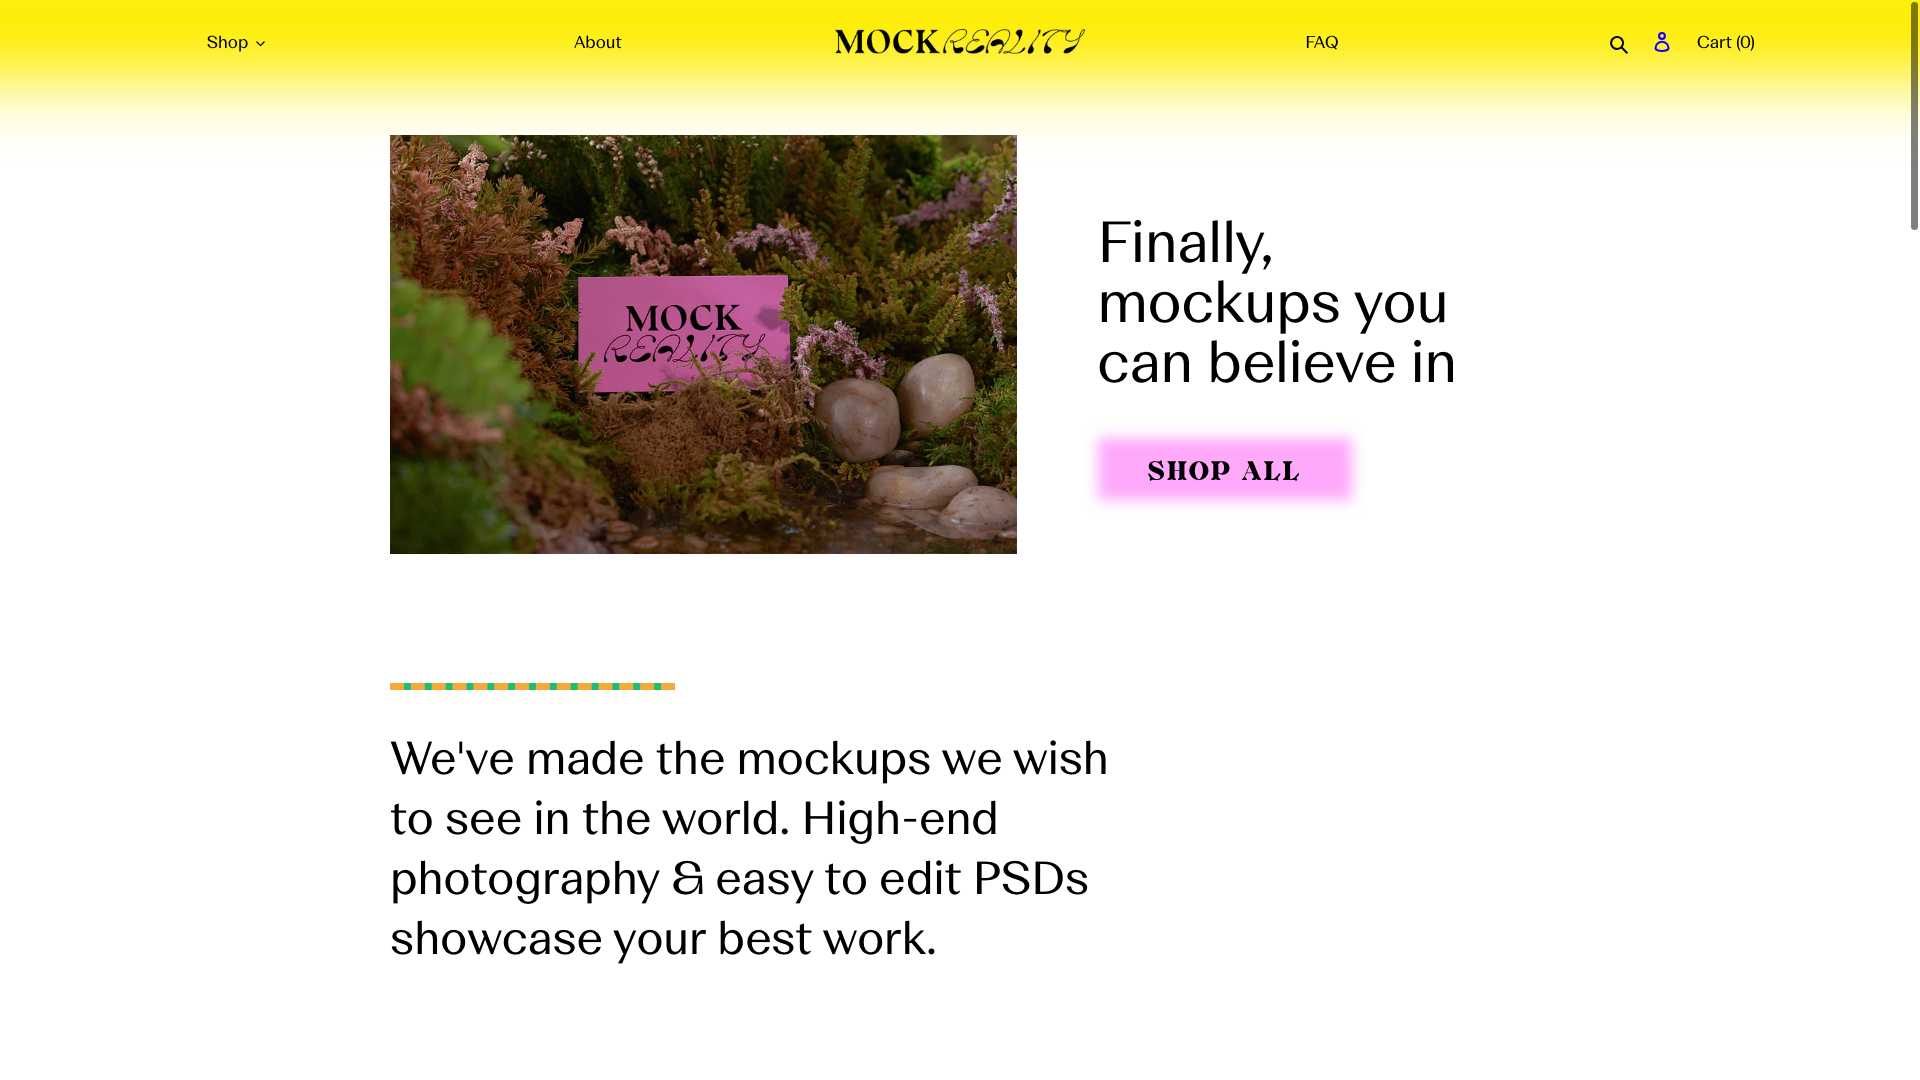 Shop
About
MOCK REALITY
FAQ
Cart (0)
MOCK
REALITY
Finally,
mockups you
can believe in
SHOP ALL
We've made the mockups we wish
to see in the world. High-end
photography & easy to edit PSDs
showcase your best work.